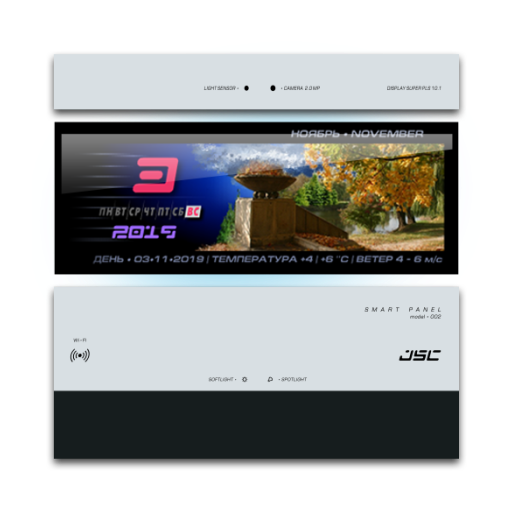 LIGHT SENSOR •
• CAMERA 2.0 MP
DISPLAY SUPER PLS 10.1
НОЯБРЬ • NOVEMBER
3
ПН ВТ СР ЧТ ПТ СБ ВС
2019
ДЕНЬ • 03•11•2019 | ТЕМПЕРАТУРА +4 | +6 °С | ВЕТЕР 4 - 6 м/с
SMART PANEL
model • 002
WI-FI
JSC
SOFTLIGHT •
• SPOTLIGHT